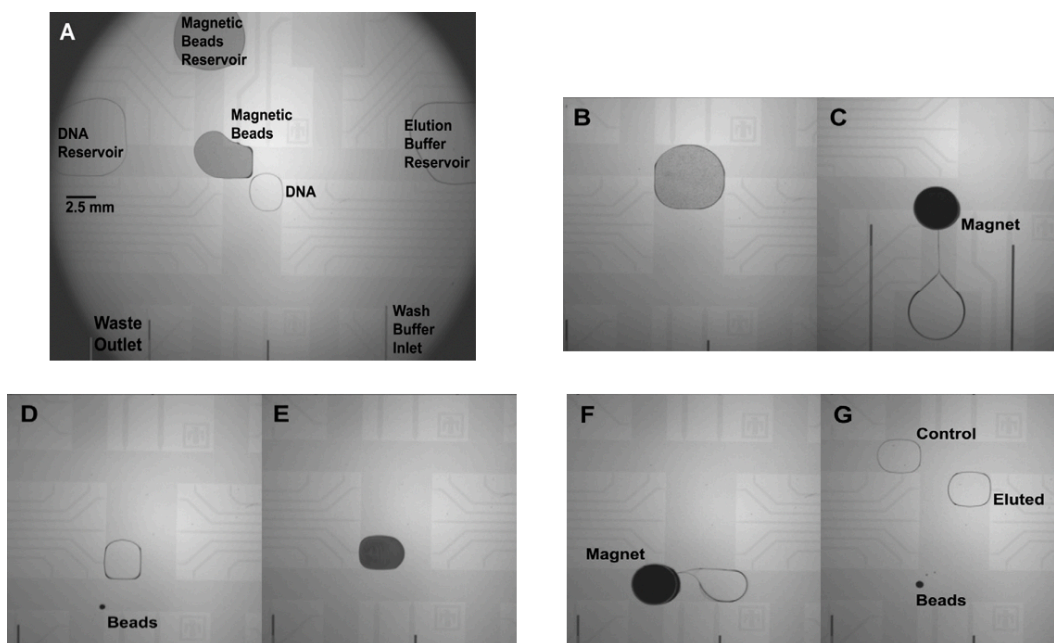 A
Magnetic
Beads
Reservoir
DNA
Reservoir
Magnetic
Beads
Elution
Buffer
Reservoir
DNA
2.5 mm
Waste
Outlet
Wash
Buffer
Inlet
B
C
Magnet
D
Beads
E
F
Magnet
G
Control
Eluted
Beads